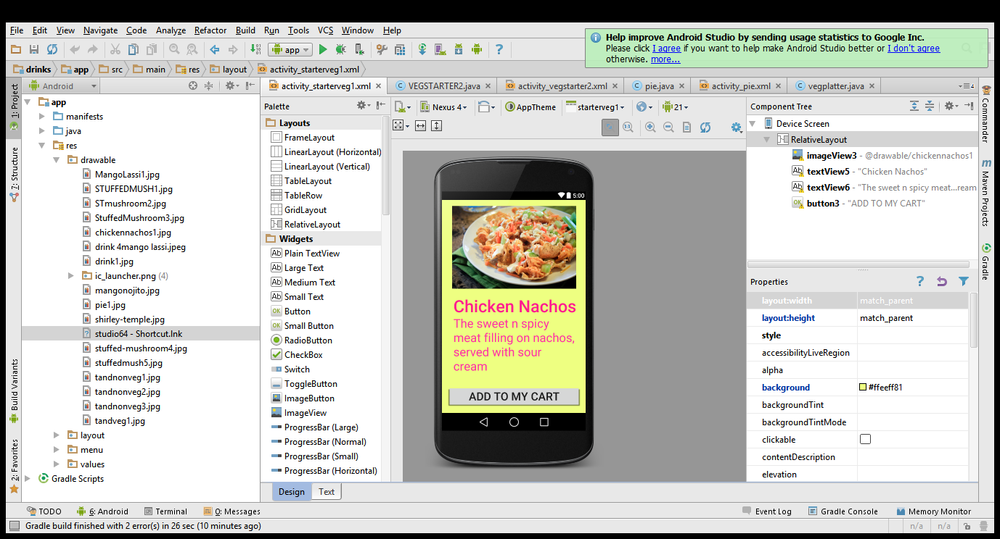 File Edit View Navigate Code Analyze Refactor Build Run Tools VCS Window Help
Help improve Android Studio by sending usage statistics to Google Inc.
Please click I agree if you want to help make Android Studio better or I don't agree
otherwise. more...
app
drinks app src main res layout activity_starterveg1.xml
1: Project
7: Structure
Build Variants
2: Favorites
Android
app
manifests
java
res
drawable
MangoLassi1.jpg
STUFFEDMUSH1.jpg
STmushroom2.jpg
StuffedMushroom3.jpg
chickennachos1.jpg
drink 4mango lassi.jpeg
drink1.jpg
ic_launcher.png (4)
mangonojito.jpg
pie1.jpg
shirley-temple.jpg
studio64 - Shortcut.lnk
stuffed-mushroom4.jpg
stuffedmush5.jpg
tandnonveg1.jpg
tandnonveg2.jpg
tandnonveg3.jpg
tandveg1.jpg
layout
menu
values
Gradle Scripts
activity_starterveg1.xml VEGSTARTER2.java activity_vegstarter2.xml pie.java activity_pie.xml vegplatter.java
Palette
Layouts
FrameLayout
LinearLayout (Horizontal)
LinearLayout (Vertical)
TableLayout
TableRow
GridLayout
RelativeLayout
Widgets
Plain TextView
Large Text
Medium Text
Small Text
Button
Small Button
RadioButton
CheckBox
Switch
ToggleButton
ImageButton
ImageView
ProgressBar (Large)
ProgressBar (Normal)
ProgressBar (Small)
ProgressBar (Horizontal)
Design Text
Nexus 4 AppTheme starterveg1 21
1:1
5:00
Chicken Nachos
The sweet n spicy
meat filling on nachos,
served with sour
cream
ADD TO MY CART
Component Tree
Device Screen
RelativeLayout
imageView3 - @drawable/chickennachos1
textView5 - "Chicken Nachos"
textView6 - "The sweet n spicy meat...ream
button3 - "ADD TO MY CART"
Properties
layout:width match_parent
layout:height match_parent
style
accessibilityLiveRegion
alpha
background #ffeeff81
backgroundTint
backgroundTintMode
clickable
contentDescription
elevation
Commander
Maven Projects
Gradle
TODO 6: Android Terminal 0: Messages Event Log Gradle Console Memory Monitor
Gradle build finished with 2 error(s) in 26 sec (10 minutes ago) n/a n/a